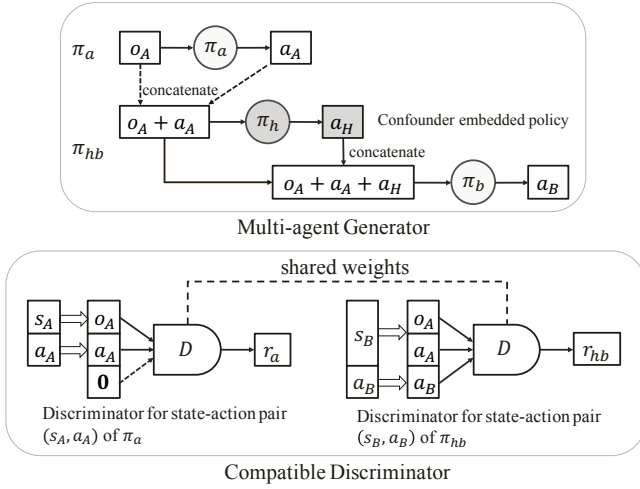 π_a o_A π_a a_A
concatenate
o_A + a_A π_h a_H Confounder embedded policy
π_hb
concatenate
o_A + a_A + a_H π_b a_B
Multi-agent Generator
shared weights
s_A o_A o_A
a_A a_A D r_a s_B a_A D r_hb
0 a_B a_B
Discriminator for state-action pair
(s_A, a_A) of π_a
Discriminator for state-action pair
(s_B, a_B) of π_hb
Compatible Discriminator